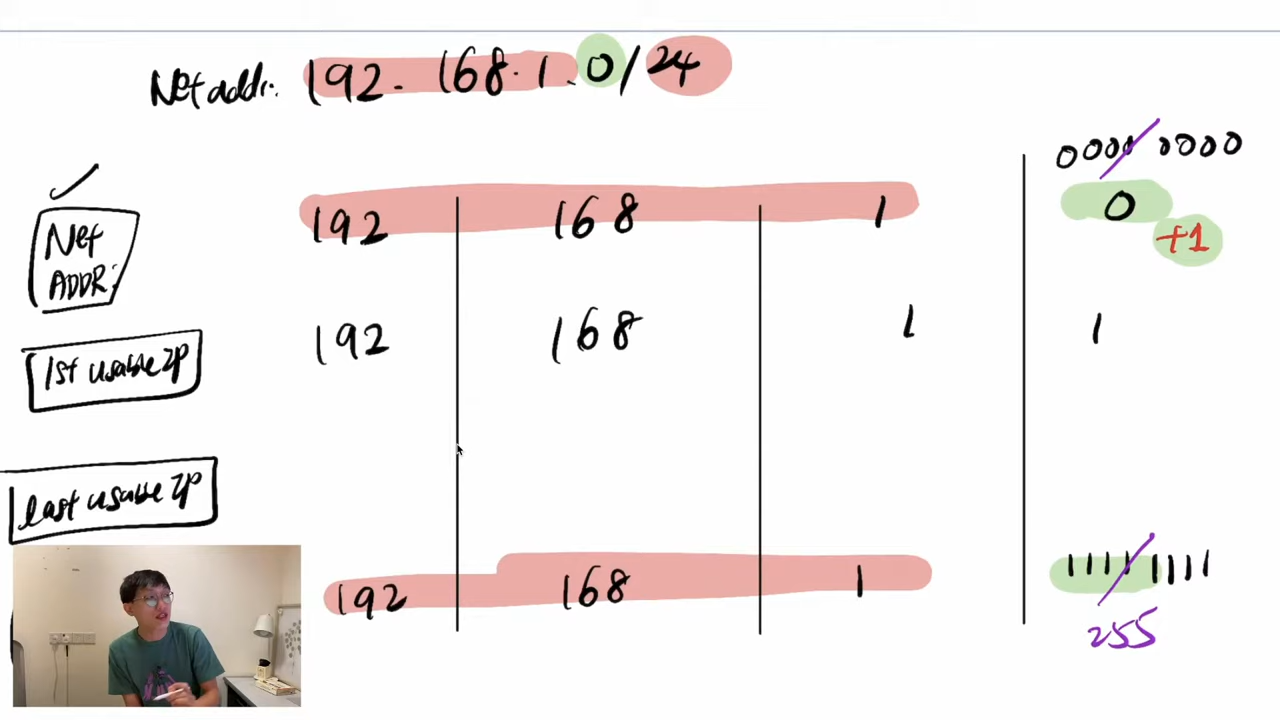 Net addr: 192.168.1.0/24
0000 0000
Net ADDR: 192 168 1 0
+1
1st usable IP 192 168 1 1
last usable IP
1111 1111
192 168 1 255